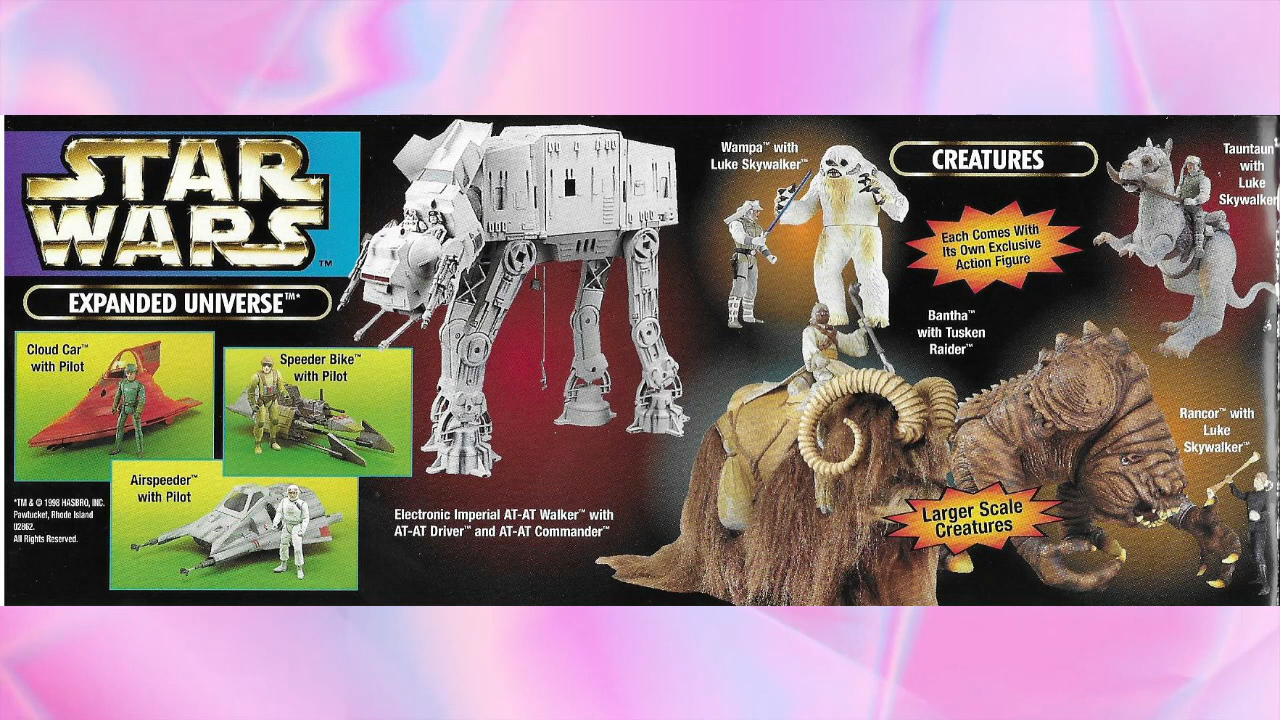 STAR
WARS™
EXPANDED UNIVERSE™*
Cloud Car™
with Pilot
Speeder Bike™
with Pilot
Airspeeder™
with Pilot
*TM & © 1998 HASBRO, INC.
Pawtucket, Rhode Island
02862.
All Rights Reserved.
Electronic Imperial AT-AT Walker™ with
AT-AT Driver™ and AT-AT Commander™
Wampa™ with
Luke Skywalker™
CREATURES
Each Comes With
Its Own Exclusive
Action Figure
Tauntaun
with
Luke
Skywalker
Bantha™
with Tusken
Raider™
Rancor™ with
Luke
Skywalker™
Larger Scale
Creatures